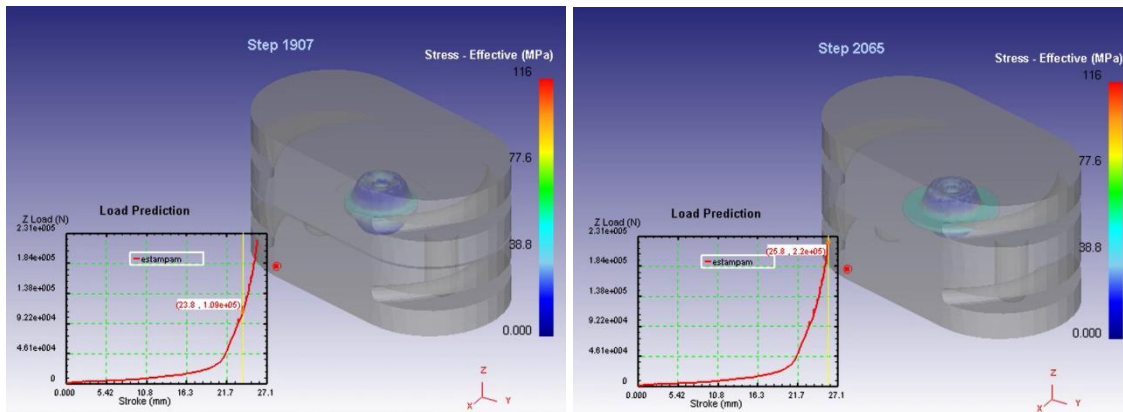 Step 1907
Stress - Effective (MPa)
116
77.6
38.8
0.000
Load Prediction
Z Load (N)
2.31e+005
1.84e+005
1.38e+005
9.22e+004
4.61e+004
0
estampam
(23.8 , 1.09e+05)
0.000 5.42 10.8 16.3 21.7 27.1
Stroke (mm)
Z
X Y
Step 2065
Stress - Effective (MPa)
116
77.6
38.8
0.000
Load Prediction
Z Load (N)
2.31e+005
1.84e+005
1.38e+005
9.22e+004
4.61e+004
0
estampam
(25.8 , 2.2e+05)
0.000 5.42 10.8 16.3 21.7 27.1
Stroke (mm)
Z
X Y